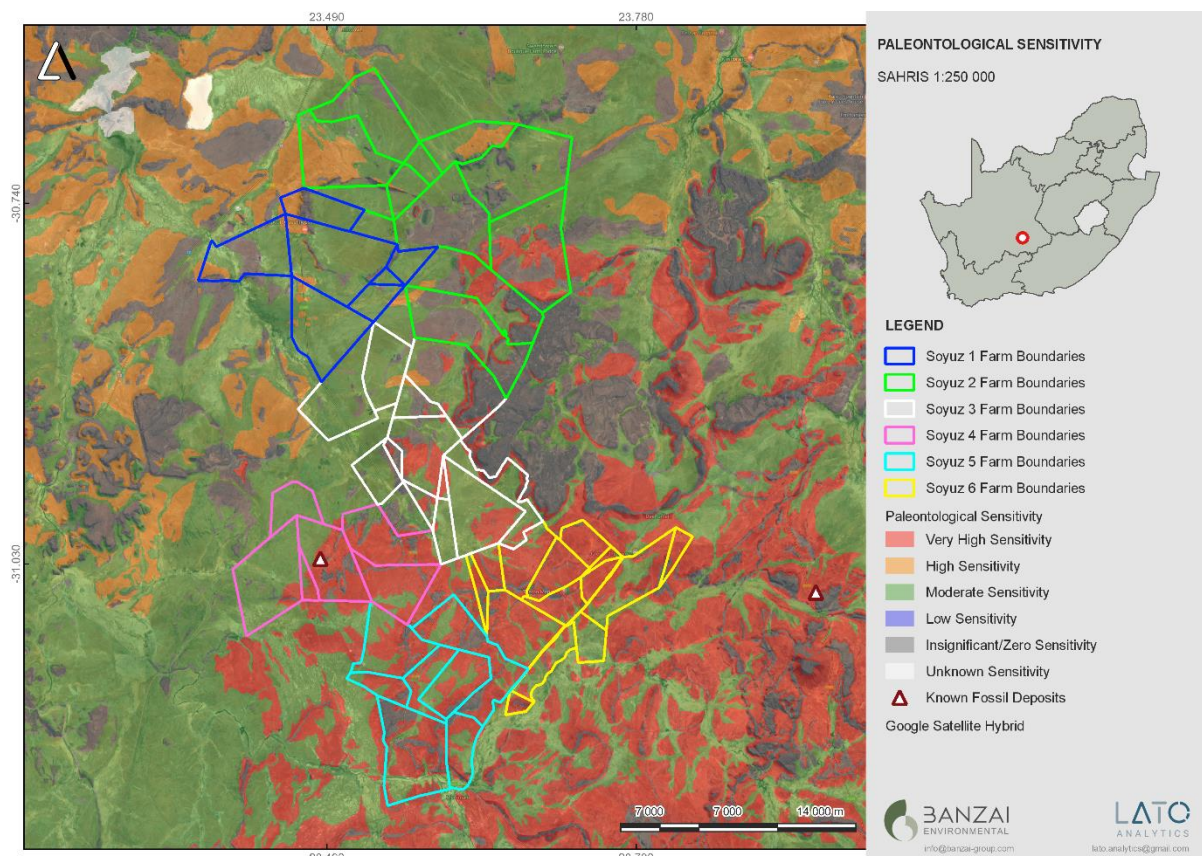 23.490
23.780
-30.740
-31.030
7 000
7 000
14 000 m
PALEONTOLOGICAL SENSITIVITY
SAHRIS 1:250 000
LEGEND
Soyuz 1 Farm Boundaries
Soyuz 2 Farm Boundaries
Soyuz 3 Farm Boundaries
Soyuz 4 Farm Boundaries
Soyuz 5 Farm Boundaries
Soyuz 6 Farm Boundaries
Paleontological Sensitivity
Very High Sensitivity
High Sensitivity
Moderate Sensitivity
Low Sensitivity
Insignificant/Zero Sensitivity
Unknown Sensitivity
Known Fossil Deposits
Google Satellite Hybrid
BANZAI
ENVIRONMENTAL
info@banzai-group.com
LATO
ANALYTICS
lato.analytics@gmail.com